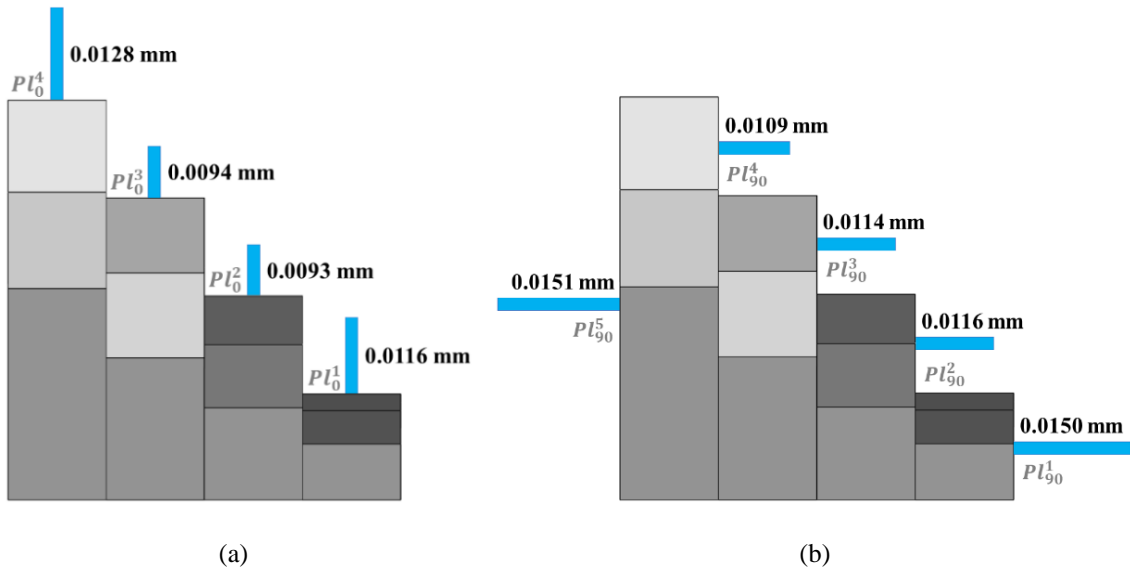 0.0128 mm
Pl_0^4
0.0094 mm
Pl_0^3
0.0093 mm
Pl_0^2
0.0116 mm
Pl_0^1
(a)
0.0109 mm
Pl_90^4
0.0114 mm
Pl_90^3
0.0151 mm
Pl_90^5
0.0116 mm
Pl_90^2
0.0150 mm
Pl_90^1
(b)